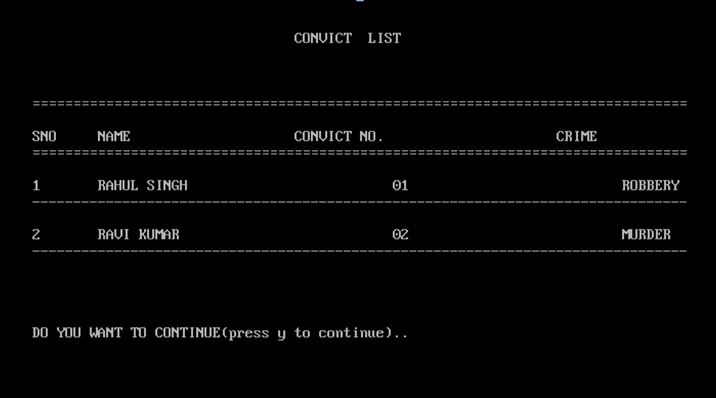 CONVICT LIST
================================================================================
SNO NAME CONVICT NO. CRIME
================================================================================
1 RAHUL SINGH 01 ROBBERY
--------------------------------------------------------------------------------
2 RAVI KUMAR 02 MURDER
--------------------------------------------------------------------------------
DO YOU WANT TO CONTINUE(press y to continue)..